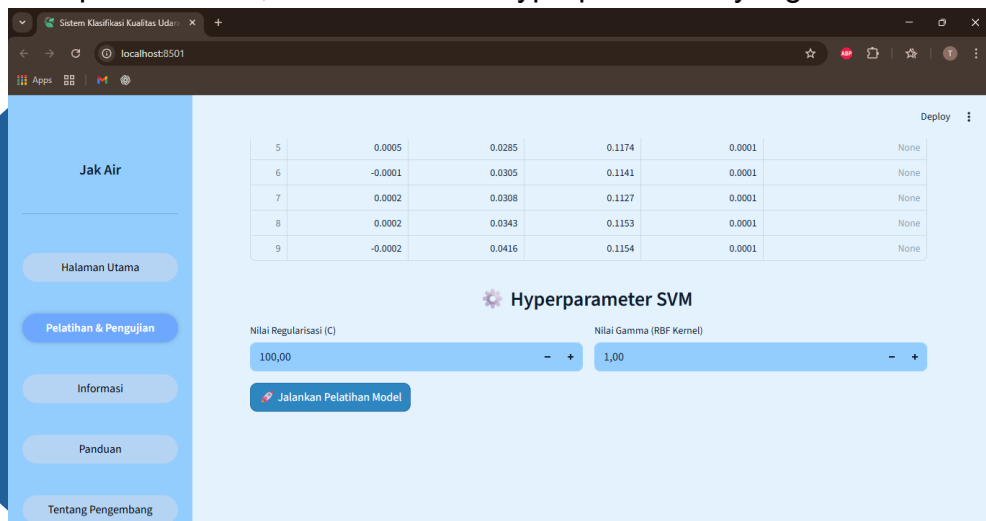 Sistem Klasifikasi Kualitas Udar
localhost:8501
ABP
T
Apps
Deploy
Jak Air
Halaman Utama
Pelatihan & Pengujian
Informasi
Panduan
Tentang Pengembang
5 0.0005 0.0285 0.1174 0.0001 None
6 -0.0001 0.0305 0.1141 0.0001 None
7 0.0002 0.0308 0.1127 0.0001 None
8 0.0002 0.0343 0.1153 0.0001 None
9 -0.0002 0.0416 0.1154 0.0001 None
Hyperparameter SVM
Nilai Regularisasi (C) Nilai Gamma (RBF Kernel)
100,00 - + 1,00 - +
Jalankan Pelatihan Model